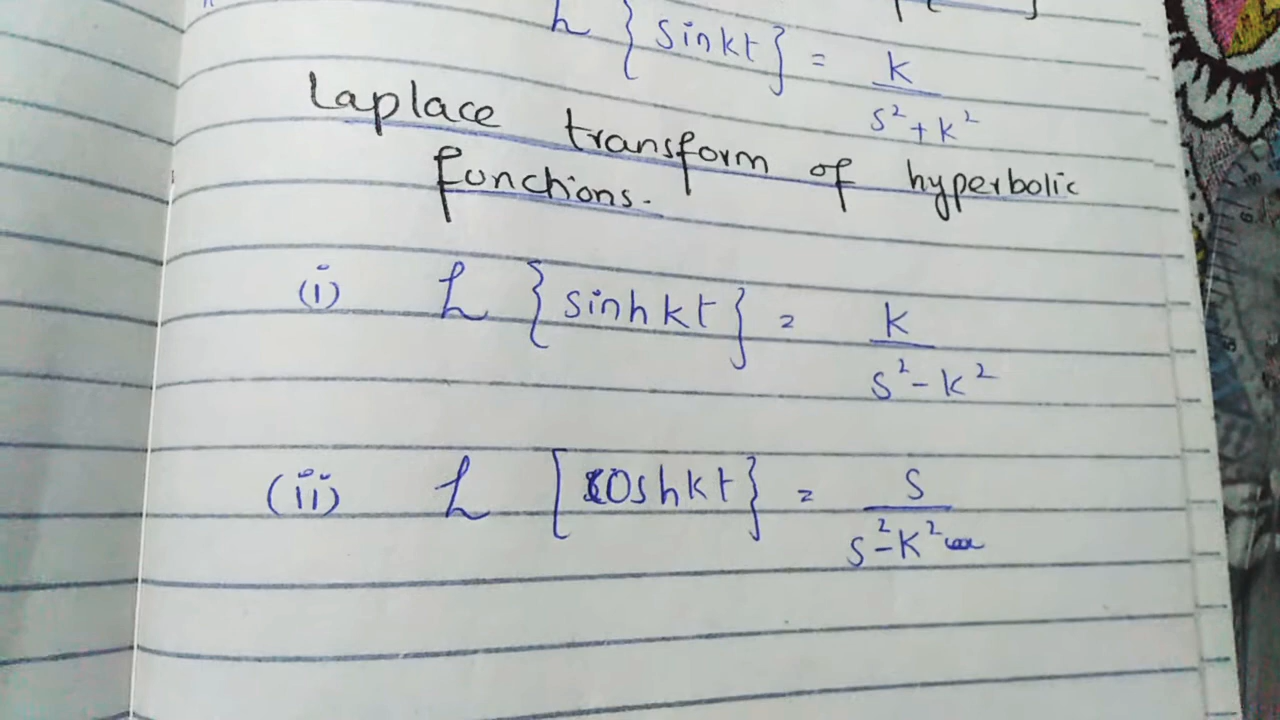 L { sinkt } = k / s² + k²
Laplace transform of hyperbolic
functions.
(i) L { sinhkt } = k / s² - k²
(ii) L [ coshkt } = s / s² - k²